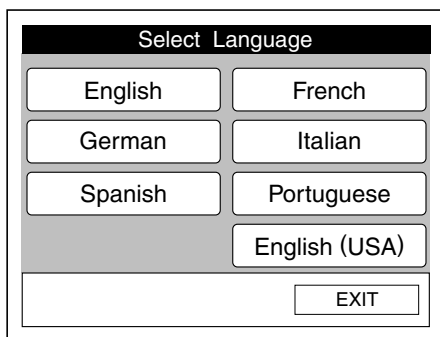 Select Language
English
French
German
Italian
Spanish
Portuguese
English (USA)
EXIT